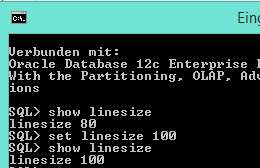 Eing
Verbunden mit:
Oracle Database 12c Enterprise
With the Partitioning, OLAP, Adv
ions
SQL> show linesize
linesize 80
SQL> set linesize 100
SQL> show linesize
linesize 100